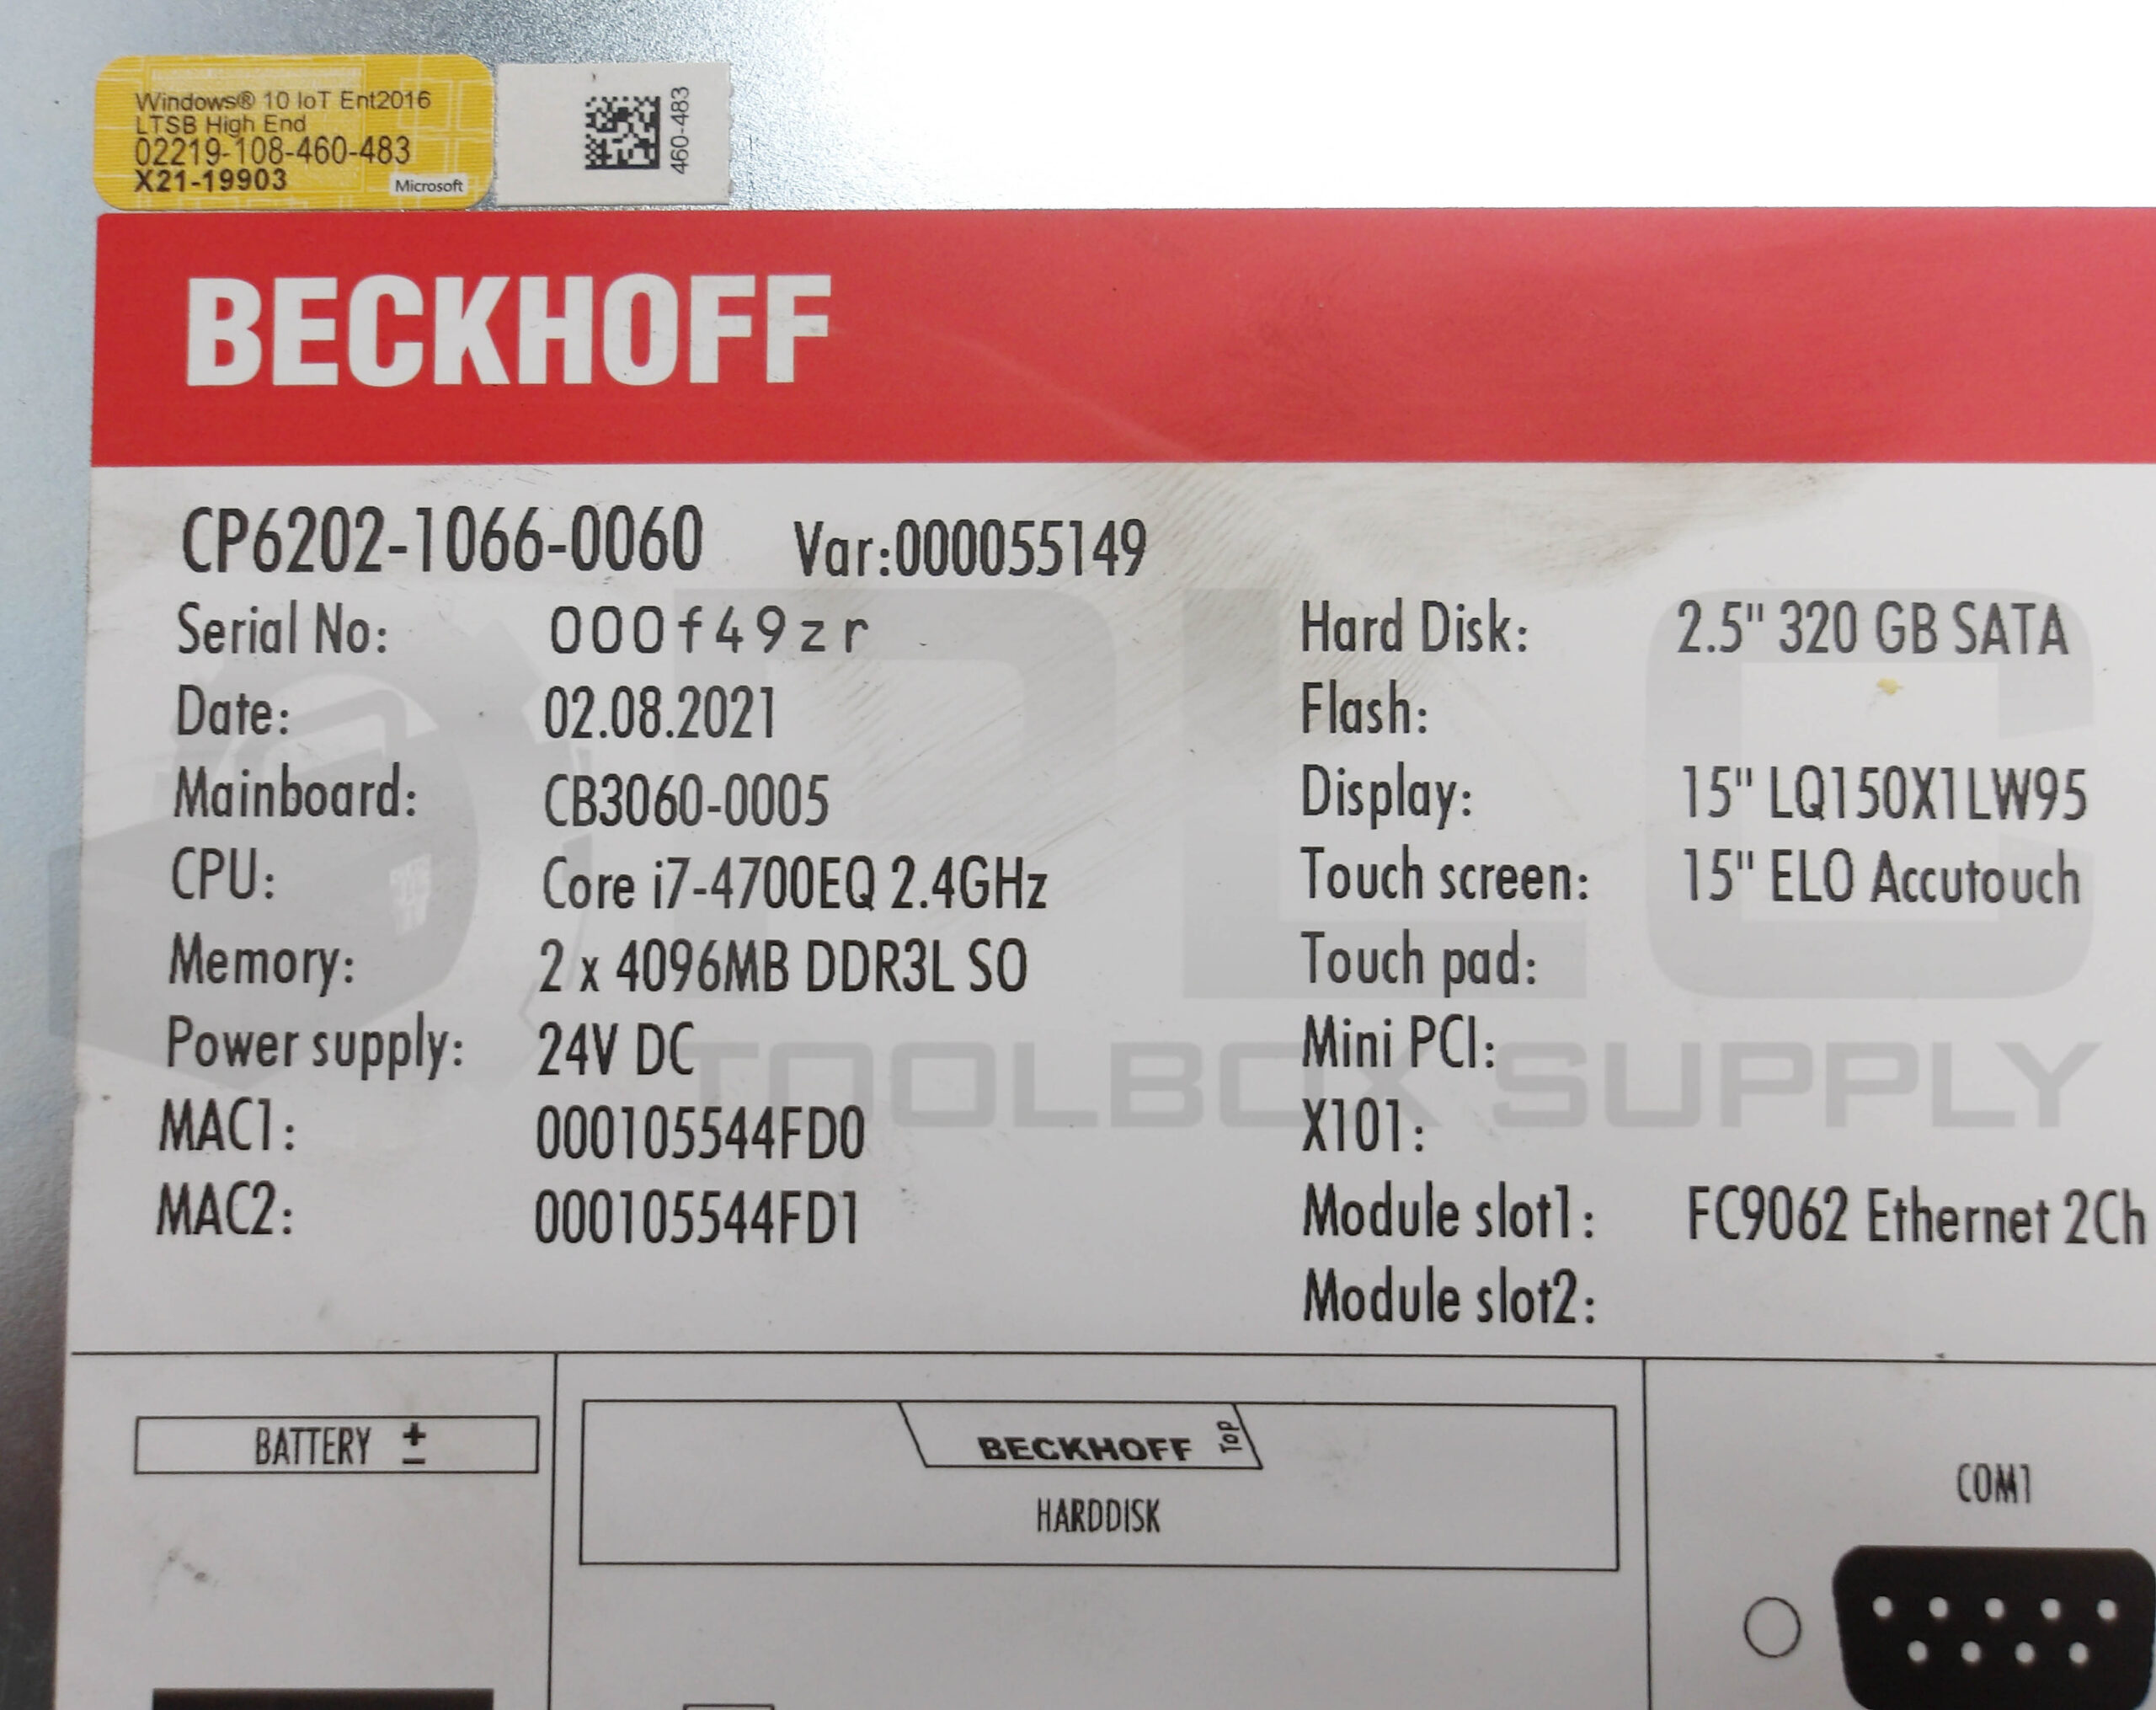 Windows® 10 IoT Ent2016
LTSB High End
02219-108-460-483
X21-19903
Microsoft
460-483
BECKHOFF
CP6202-1066-0060 Var:000055149
Serial No: 000f49zr
Date: 02.08.2021
Mainboard: CB3060-0005
CPU: Core i7-4700EQ 2.4GHz
Memory: 2 x 4096MB DDR3L SO
Power supply: 24V DC
MAC1: 000105544FD0
MAC2: 000105544FD1
Hard Disk: 2.5" 320 GB SATA
Flash:
Display: 15" LQ150X1LW95
Touch screen: 15" ELO Accutouch
Touch pad:
Mini PCI:
X101:
Module slot1: FC9062 Ethernet 2Ch
Module slot2:
PLC
TOOLBOX SUPPLY
BATTERY ±
BECKHOFF
Top
HARDDISK
COM1